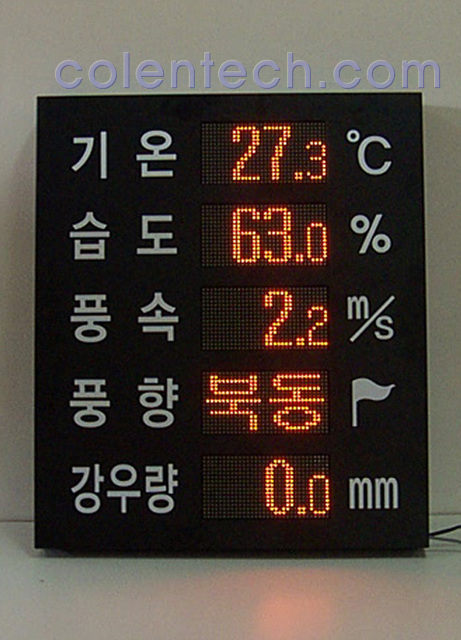 colentech.com
기온 27.3 ℃
습도 63.0 %
풍속 2.2 m/s
풍향 북동
강우량 0.0 mm